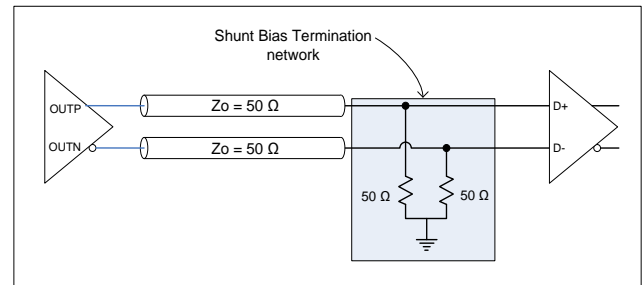 Shunt Bias Termination
network
OUTP
Zo = 50 Ω
D+
OUTN
Zo = 50 Ω
D-
50 Ω
50 Ω